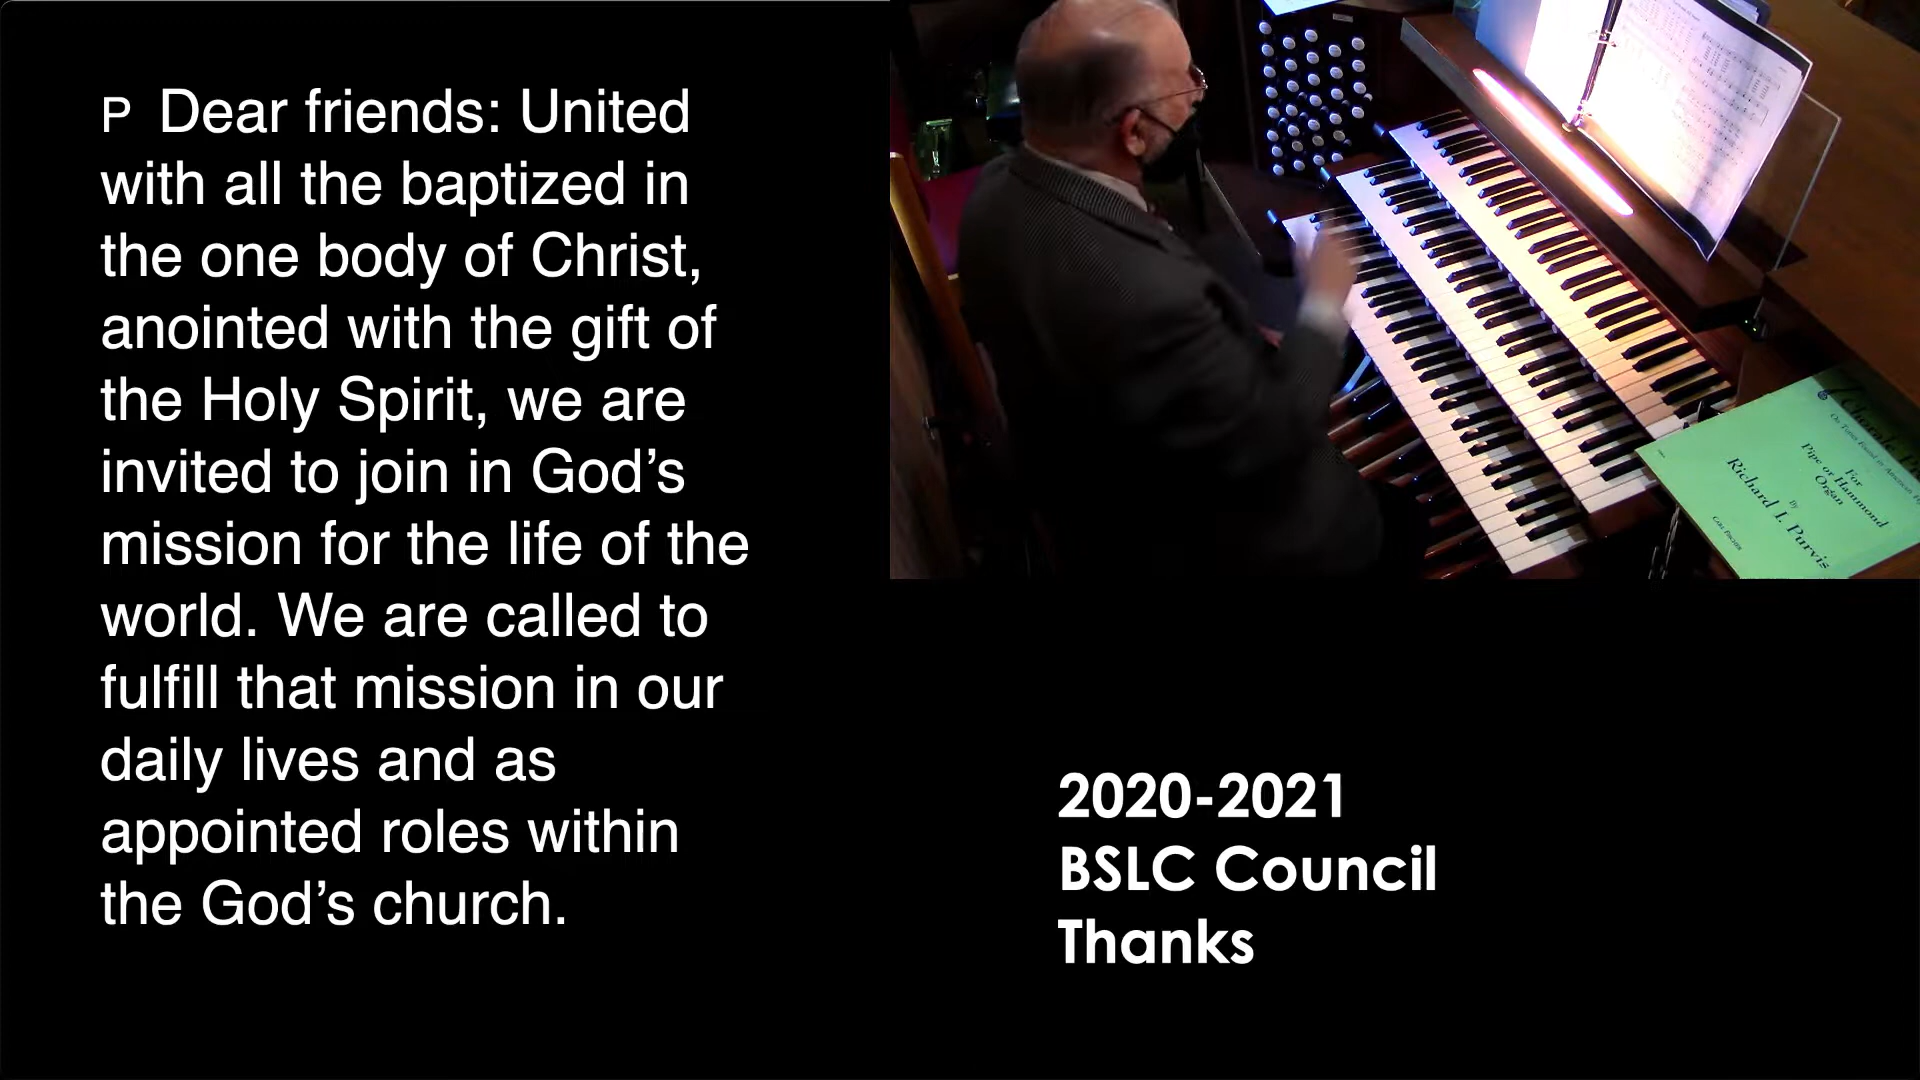 P Dear friends: United
with all the baptized in
the one body of Christ,
anointed with the gift of
the Holy Spirit, we are
invited to join in God’s
mission for the life of the
world. We are called to
fulfill that mission in our
daily lives and as
appointed roles within
the God’s church.
For
Pipe or Hammond
Organ
By
Richard I. Purvis
2020-2021
BSLC Council
Thanks